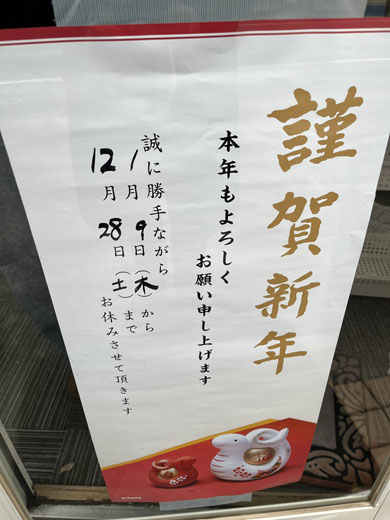 謹賀新年
本年もよろしく
お願い申し上げます
誠に勝手ながら
1月9日(木)から
12月28日(土)まで
お休みさせて頂きます